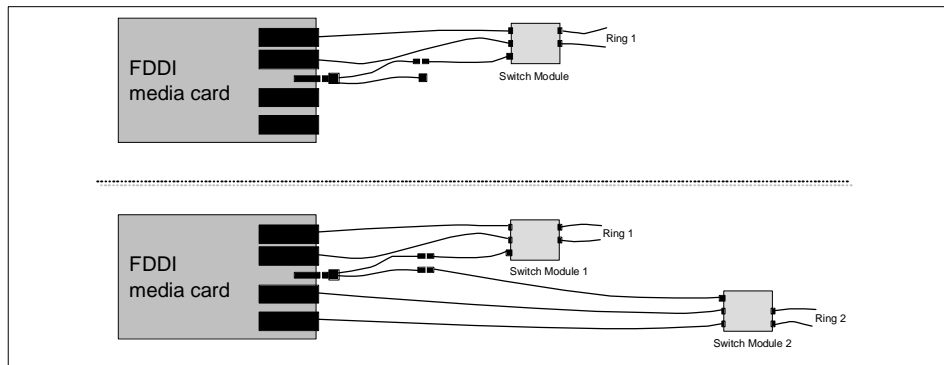 Ring 1
Switch Module
FDDI
media card
Ring 1
FDDI
media card
Switch Module 1
Ring 2
Switch Module 2